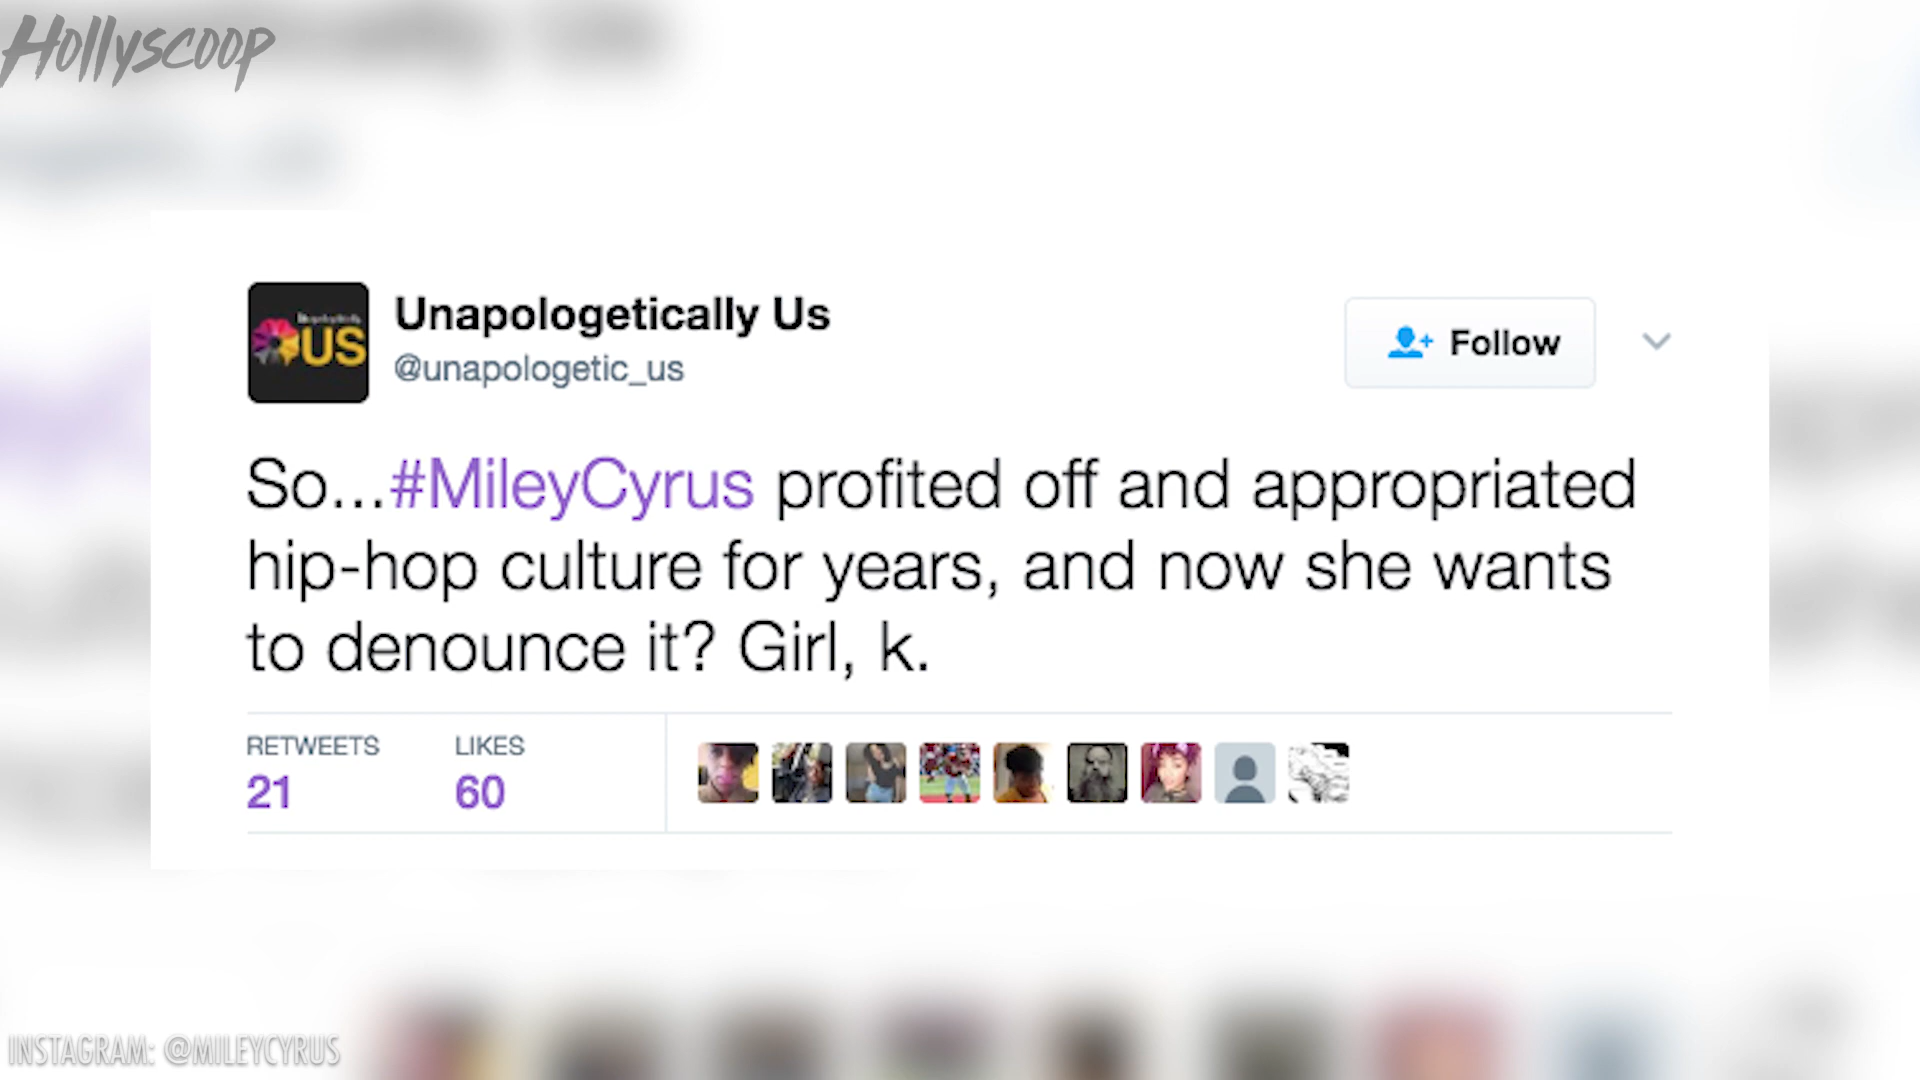 Hollyscoop
Unapologetically Us
@unapologetic_us
US
Follow
So...#MileyCyrus profited off and appropriated
hip-hop culture for years, and now she wants
to denounce it? Girl, k.
RETWEETS LIKES
21 60
INSTAGRAM: @MILEYCYRUS